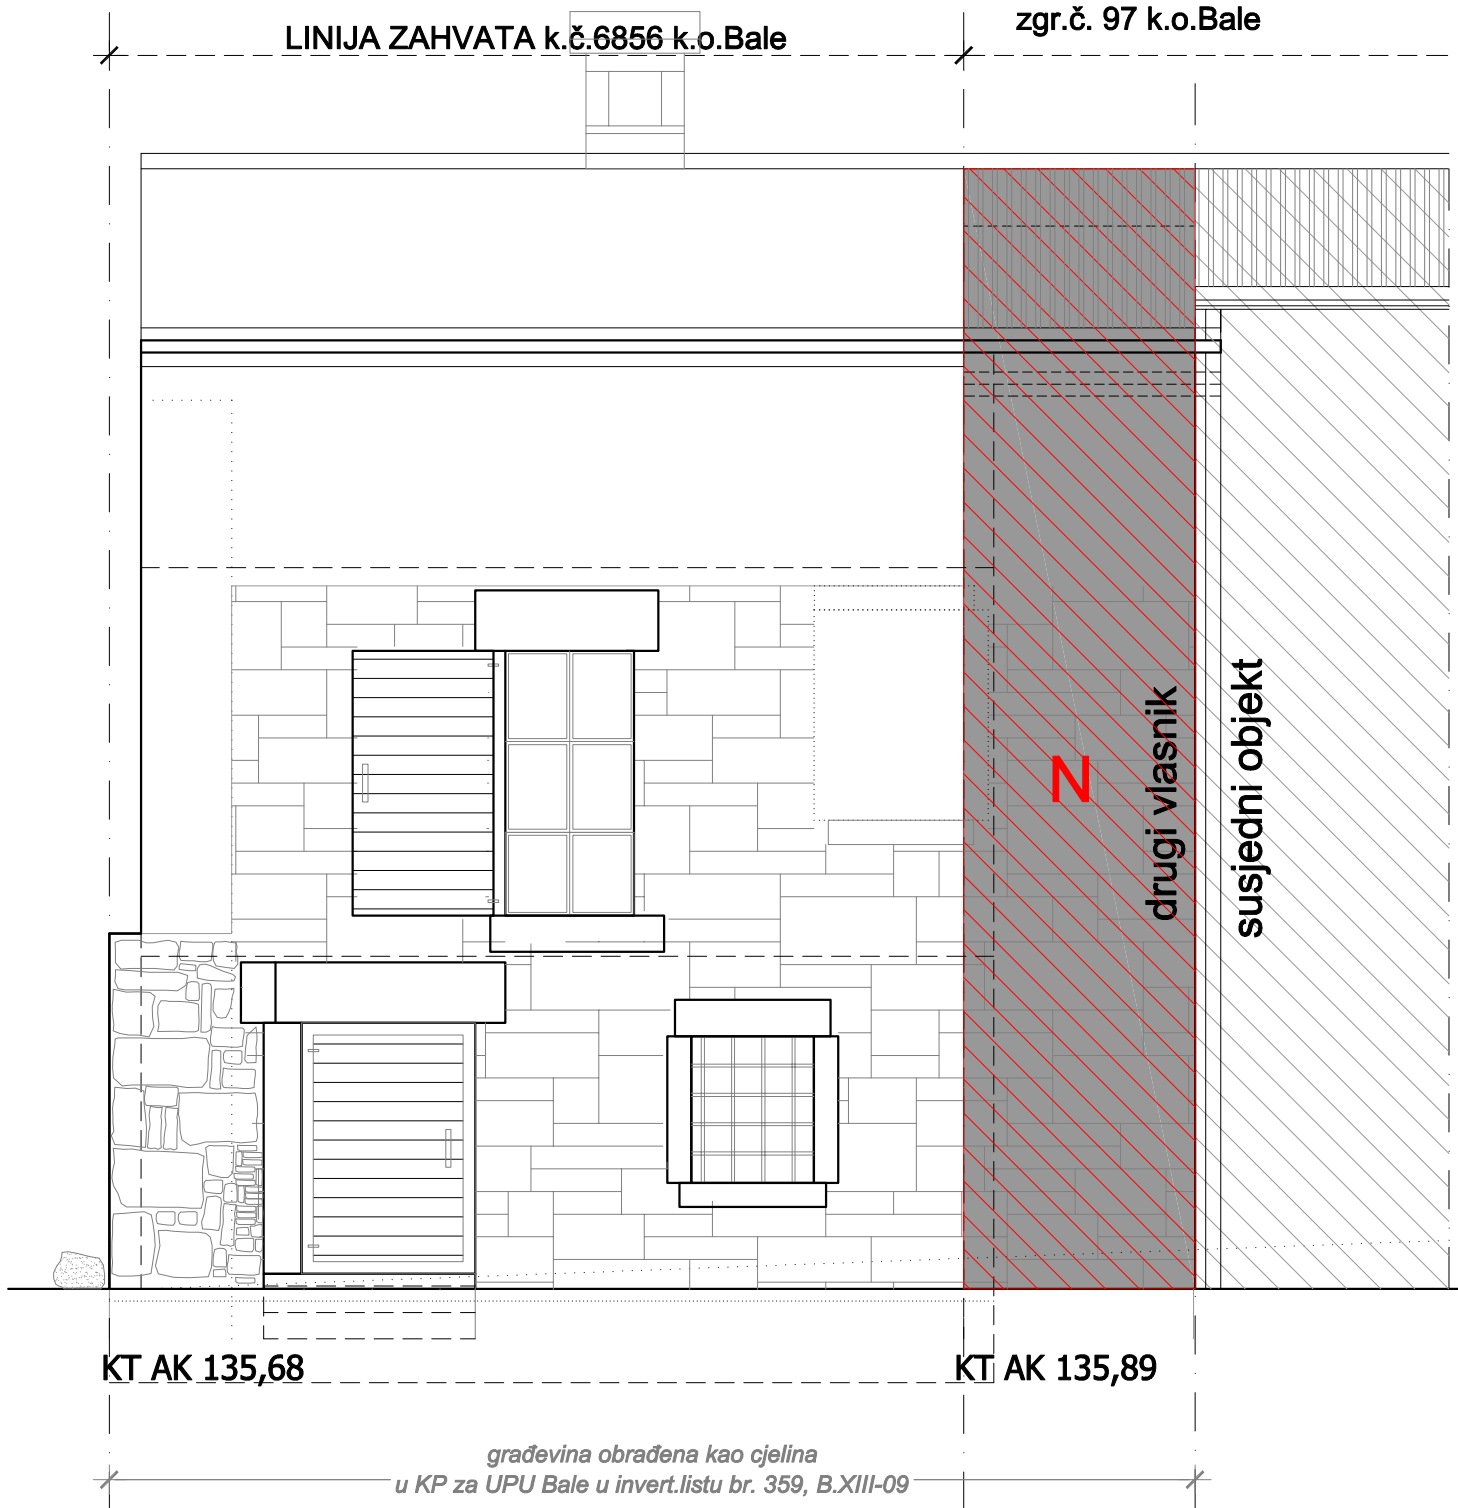 LINIJA ZAHVATA k.č.6856 k.o.Bale
zgr.č. 97 k.o.Bale
N
drugi vlasnik
susjedni objekt
KT AK 135,68
KT AK 135,89
građevina obrađena kao cjelina
u KP za UPU Bale u invert.listu br. 359, B.XIII-09